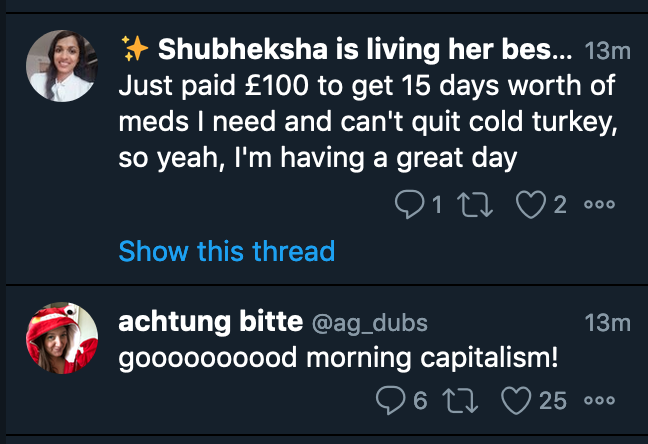 ✨ Shubheksha is living her bes... 13m
Just paid £100 to get 15 days worth of
meds I need and can't quit cold turkey,
so yeah, I'm having a great day
1 2
Show this thread
achtung bitte @ag_dubs 13m
goooooooood morning capitalism!
6 25